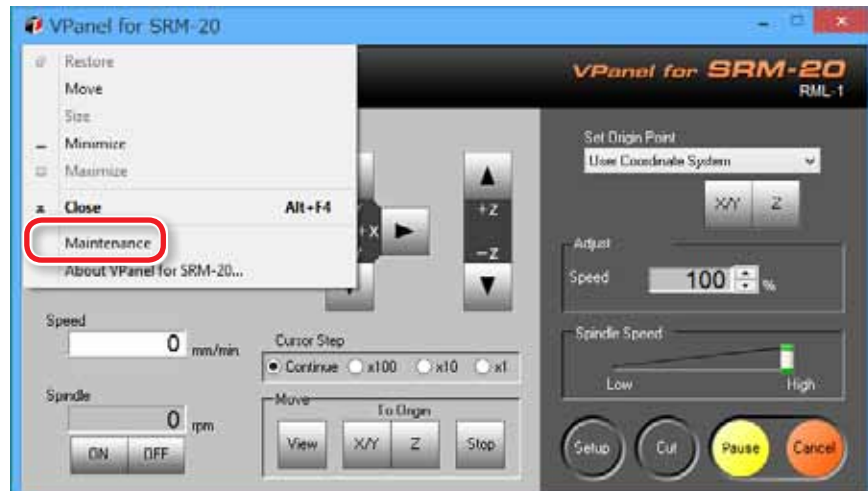 VPanel for SRM-20
Restore
Move
Size
Minimize
Maximize
Close Alt+F4
Maintenance
About VPanel for SRM-20...
VPanel for SRM-20
RML-1
+X
+Z
-Z
Speed
0 mm/min
Spindle
0 rpm
ON OFF
Cursor Step
Continue x100 x10 x1
Move
To Origin
View X/Y Z Stop
Set Origin Point
User Coordinate System
X/Y Z
Adjust
Speed 100 %
Spindle Speed
Low High
Setup Cut Pause Cancel